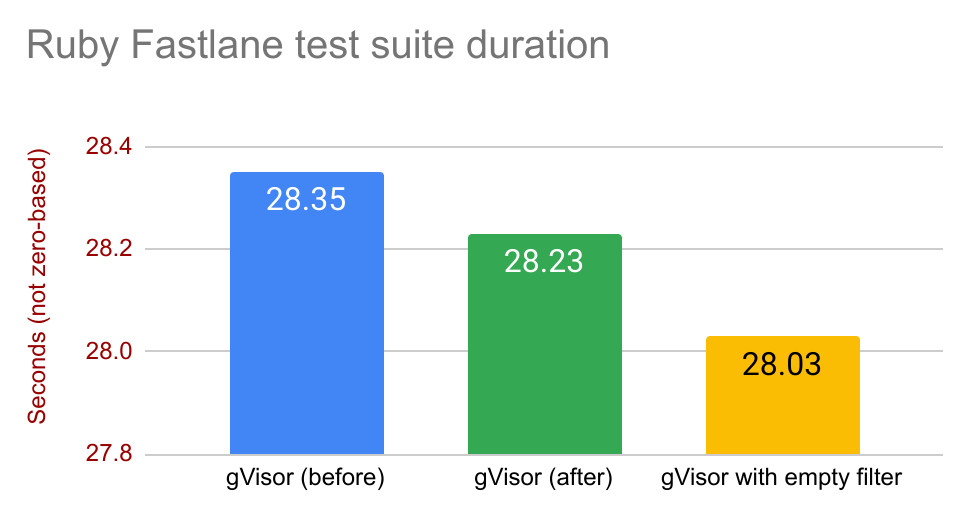 Ruby Fastlane test suite duration
Seconds (not zero-based)
28.4
28.2
28.0
27.8
28.35
28.23
28.03
gVisor (before)
gVisor (after)
gVisor with empty filter